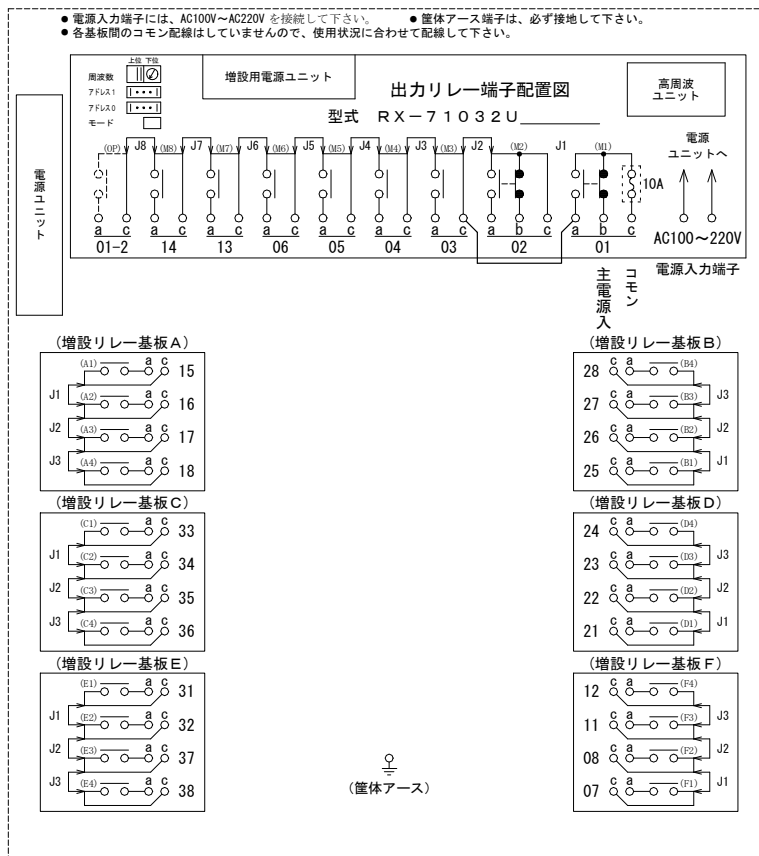 ● 電源入力端子には、AC100V～AC220V を接続して下さい。 ● 筐体アース端子は、必ず接地して下さい。
● 各基板間のコモン配線はしていませんので、使用状況に合わせて配線して下さい。
上位 下位
周波数
アドレス1
アドレス0
モード
増設用電源ユニット
出力リレー端子配置図
型式 RX－71032U
高周波
ユニット
電源
ユニットへ
電源ユニット
(OP) J8 (M8) J7 (M7) J6 (M6) J5 (M5) J4 (M4) J3 (M3) J2 (M2) J1 (M1)
10A
a c a c a c a c a c a c a c a b c a b c
01-2 14 13 06 05 04 03 02 01
AC100～220V
電源入力端子
主電源入
コモン
(増設リレー基板A)
(A1) a c 15
J1
(A2) a c 16
J2
(A3) a c 17
J3
(A4) a c 18
(増設リレー基板B)
28 c a (B4)
J3
27 c a (B3)
J2
26 c a (B2)
J1
25 c a (B1)
(増設リレー基板C)
(C1) a c 33
J1
(C2) a c 34
J2
(C3) a c 35
J3
(C4) a c 36
(増設リレー基板D)
24 c a (D4)
J3
23 c a (D3)
J2
22 c a (D2)
J1
21 c a (D1)
(増設リレー基板E)
(E1) a c 31
J1
(E2) a c 32
J2
(E3) a c 37
J3
(E4) a c 38
(増設リレー基板F)
12 c a (F4)
J3
11 c a (F3)
J2
08 c a (F2)
J1
07 c a (F1)
(筐体アース)